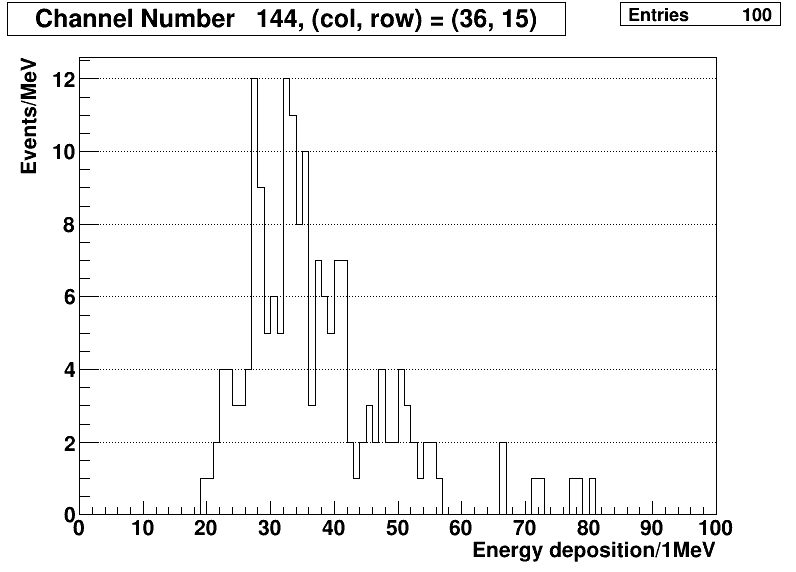 Channel Number 144, (col, row) = (36, 15)
Entries 100
Events/MeV
12
10
8
6
4
2
0
0 10 20 30 40 50 60 70 80 90 100
Energy deposition/1MeV